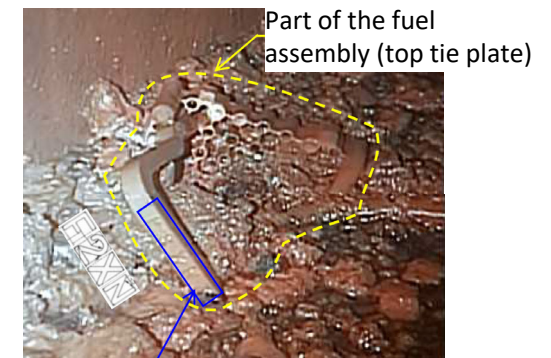 Part of the fuel
assembly (top tie plate)